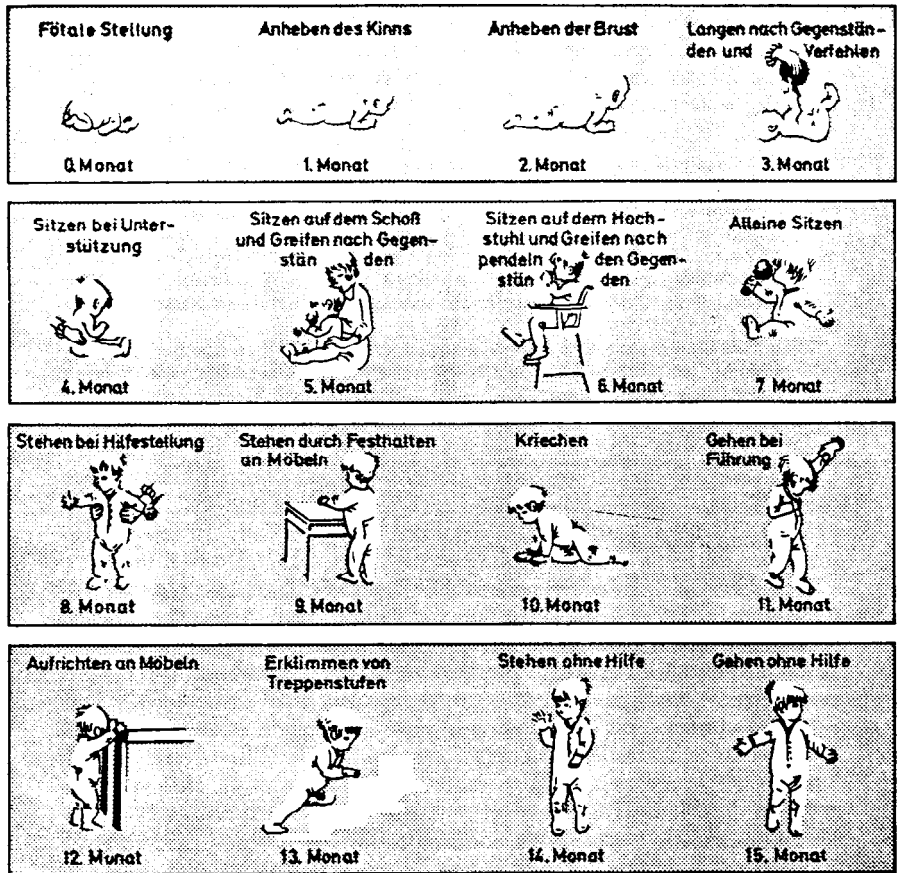 Fötale Stellung
0. Monat
Anheben des Kinns
1. Monat
Anheben der Brust
2. Monat
Langen nach Gegenstän-
den und Verfehlen
3. Monat
Sitzen bei Unter-
stützung
4. Monat
Sitzen auf dem Schoß
und Greifen nach Gegen-
stän den
5. Monat
Sitzen auf dem Hoch-
stuhl und Greifen nach
pendeln den Gegen-
stän den
6. Monat
Alleine Sitzen
7 Monat
Stehen bei Hilfestellung
8. Monat
Stehen durch Festhalten
an Möbeln
9. Monat
Kriechen
10. Monat
Gehen bei
Führung
11. Monat
Aufrichten an Möbeln
12. Munat
Erklimmen von
Treppenstufen
13. Monat
Stehen ohne Hilfe
14. Monat
Gehen ohne Hilfe
15. Monat